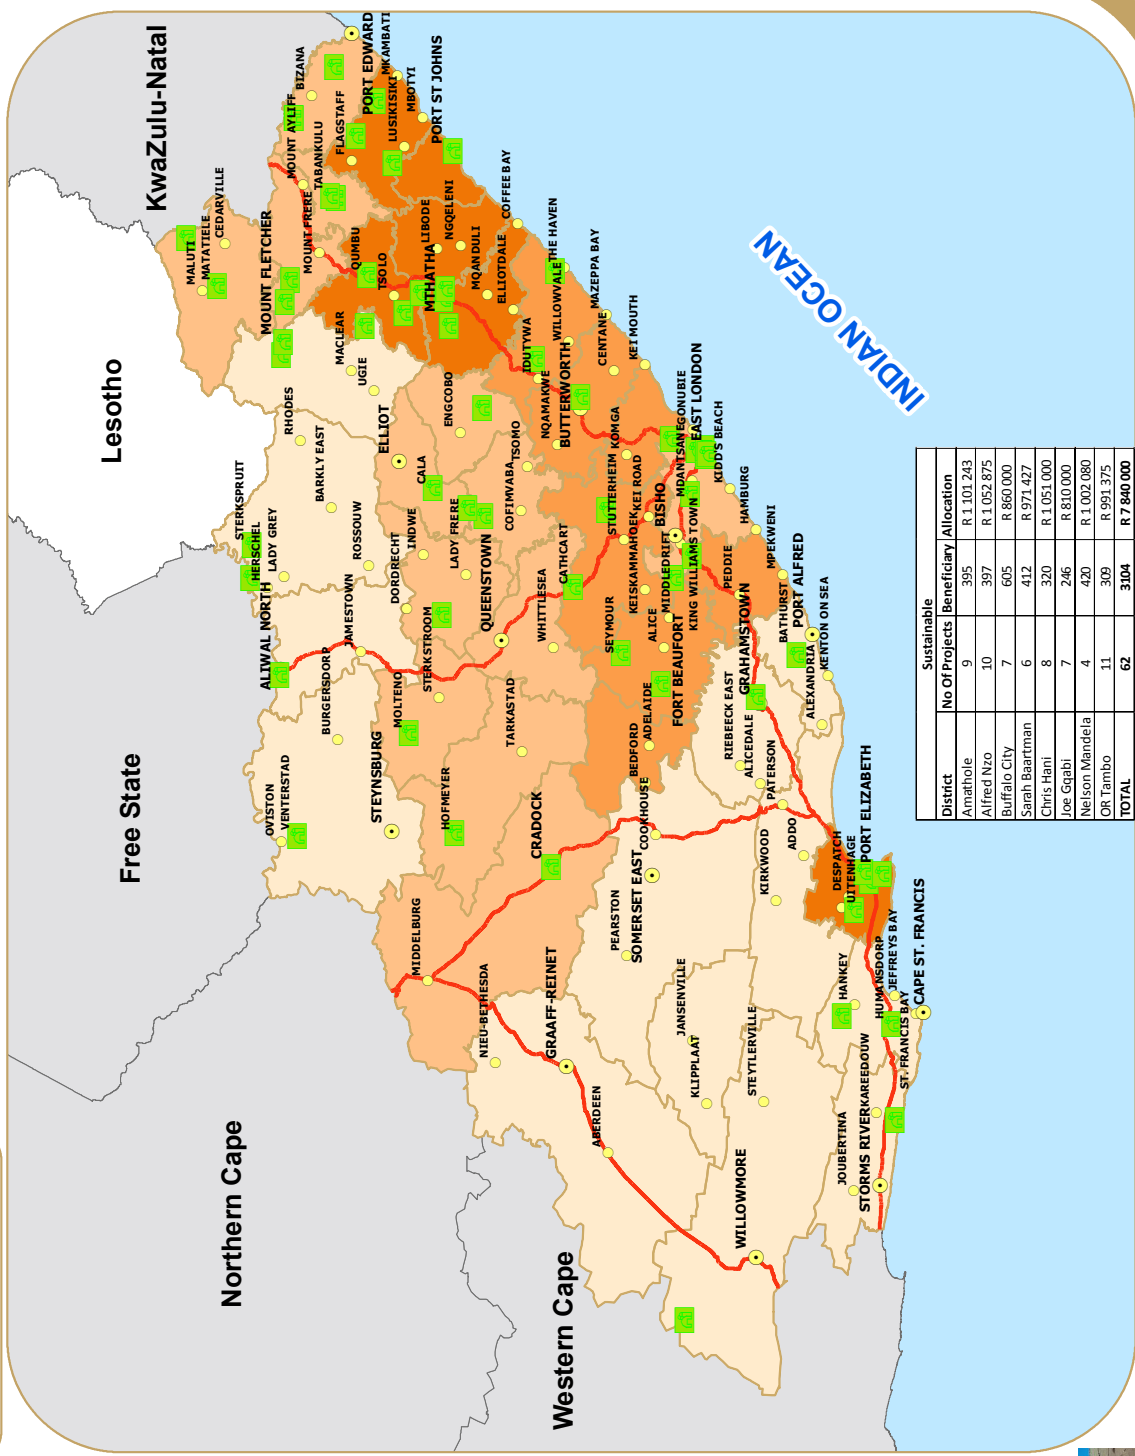 KwaZulu-Natal
Lesotho
Free State
Northern Cape
Western Cape
INDIAN OCEAN
PORT EDWARD
BIZANA
MKAMBATI
MOUNT AYLIFF
FLAGSTAFF
LUSIKISIKI
MBOTYI
TABANKULU
PORT ST JOHNS
CEDARVILLE
MATATIELE
MALUTI
MOUNT FLETCHER
MOUNT FRERE
QUMBU
TSOLO
LIBODE
NGQELENI
COFFEE BAY
MTHATHA
MQANDULI
ELLIOTDALE
THE HAVEN
WILLOWVALE
MAZEPPA BAY
IDUTYWA
CENTANE
KEI MOUTH
MACLEAR
UGIE
RHODES
ELLIOT
ENGCOBO
NQAMAKWE
BUTTERWORTH
TSOMO
COFIMVABA
KOMGA
STUTTERHEIM
KEI ROAD
GONUBIE
EAST LONDON
MDANTSANE
KIDD'S BEACH
STERKSPRUIT
HERSCHEL
LADY GREY
BARKLY EAST
ROSSOUW
INDWE
CALA
LADY FRERE
DORDRECHT
QUEENSTOWN
CATHCART
WHITTLESEA
KEISKAMMAHOEK
BISHO
KING WILLIAMS TOWN
MIDDLEDRIFT
HAMBURG
PEDDIE
MPEKWENI
ALIWAL NORTH
JAMESTOWN
BURGERSDORP
STERKSTROOM
MOLTENO
SEYMOUR
ALICE
FORT BEAUFORT
ADELAIDE
BEDFORD
GRAHAMSTOWN
BATHURST
PORT ALFRED
KENTON ON SEA
ALEXANDRIA
RIEBEECK EAST
ALICEDALE
PATERSON
OVISTON
VENTERSTAD
STEYNSBURG
HOFMEYER
TARKASTAD
CRADOCK
COOKHOUSE
SOMERSET EAST
PEARSTON
KIRKWOOD
ADDO
DESPATCH
UITENHAGE
PORT ELIZABETH
MIDDELBURG
NIEU-BETHESDA
GRAAFF-REINET
ABERDEEN
JANSENVILLE
KLIPPLAAT
STEYTLERVILLE
WILLOWMORE
HANKEY
HUMANSDORP
JEFFREYS BAY
CAPE ST. FRANCIS
ST. FRANCIS BAY
KAREEDOUW
STORMS RIVER
JOUBERTINA
Sustainable
District No Of Projects Beneficiary Allocation
Amathole 9 395 R 1 101 243
Alfred Nzo 10 397 R 1 052 875
Buffalo City 7 605 R 860 000
Sarah Baartman 6 412 R 971 427
Chris Hani 8 320 R 1 051 000
Joe Gqabi 7 246 R 810 000
Nelson Mandela 4 420 R 1 002 080
OR Tambo 11 309 R 991 375
TOTAL 62 3104 R 7 840 000